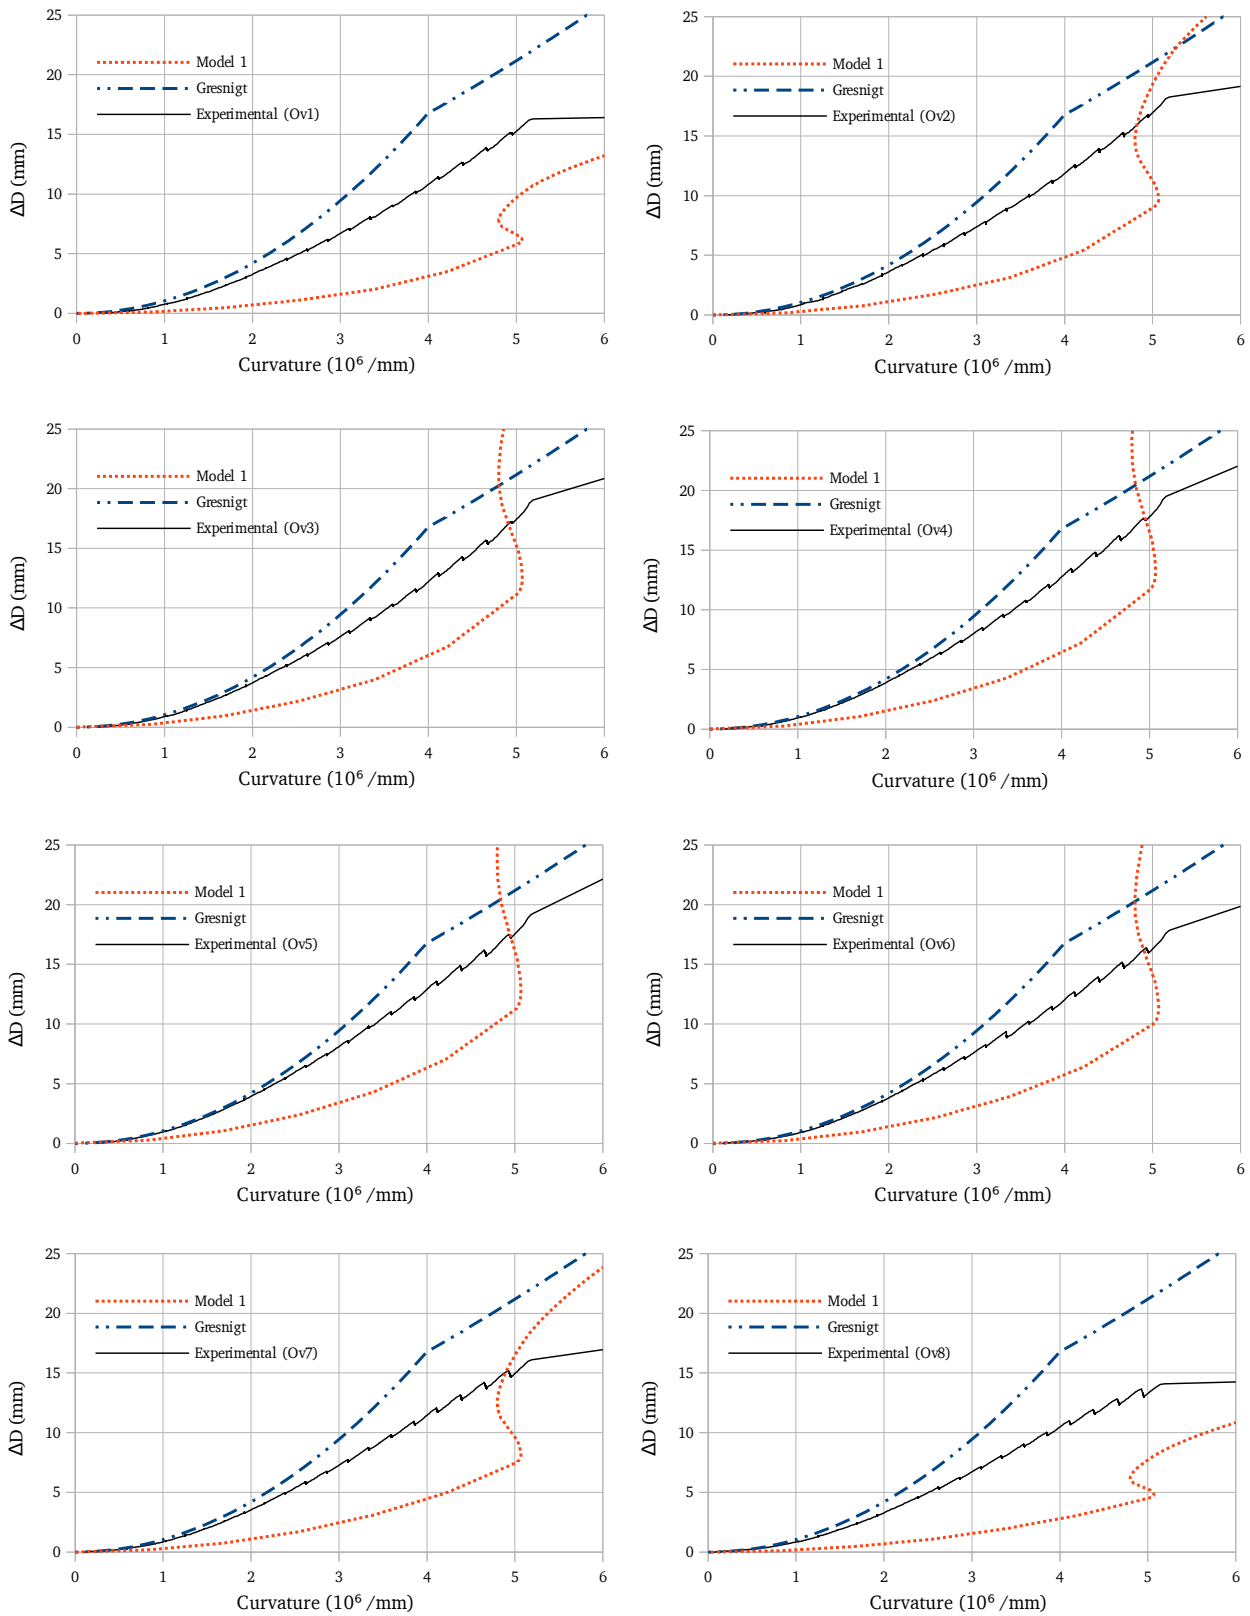 25
20
15
10
5
0
ΔD (mm)
Model 1
Gresnigt
Experimental (Ov1)
0 1 2 3 4 5 6
Curvature (10⁶ /mm)
25
20
15
10
5
0
ΔD (mm)
Model 1
Gresnigt
Experimental (Ov2)
0 1 2 3 4 5 6
Curvature (10⁶ /mm)
25
20
15
10
5
0
ΔD (mm)
Model 1
Gresnigt
Experimental (Ov3)
0 1 2 3 4 5 6
Curvature (10⁶ /mm)
25
20
15
10
5
0
ΔD (mm)
Model 1
Gresnigt
Experimental (Ov4)
0 1 2 3 4 5 6
Curvature (10⁶ /mm)
25
20
15
10
5
0
ΔD (mm)
Model 1
Gresnigt
Experimental (Ov5)
0 1 2 3 4 5 6
Curvature (10⁶ /mm)
25
20
15
10
5
0
ΔD (mm)
Model 1
Gresnigt
Experimental (Ov6)
0 1 2 3 4 5 6
Curvature (10⁶ /mm)
25
20
15
10
5
0
ΔD (mm)
Model 1
Gresnigt
Experimental (Ov7)
0 1 2 3 4 5 6
Curvature (10⁶ /mm)
25
20
15
10
5
0
ΔD (mm)
Model 1
Gresnigt
Experimental (Ov8)
0 1 2 3 4 5 6
Curvature (10⁶ /mm)